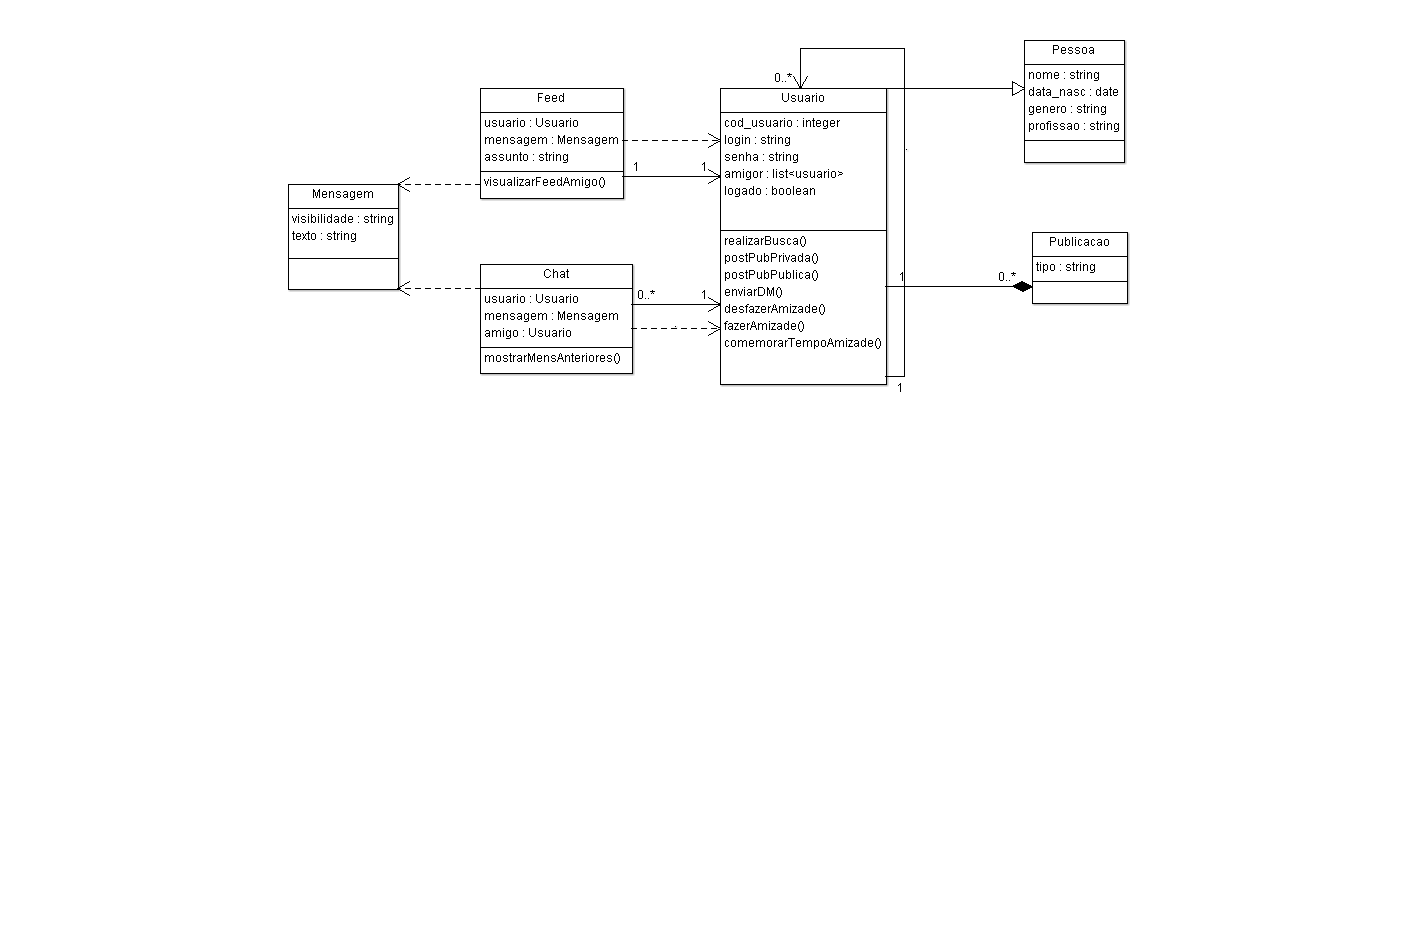 Pessoa
nome : string
data_nasc : date
genero : string
profissao : string
0..*
Feed
usuario : Usuario
mensagem : Mensagem
assunto : string
visualizarFeedAmigo()
1
1
Usuario
cod_usuario : integer
login : string
senha : string
amigor : list<usuario>
logado : boolean
realizarBusca()
postPubPrivada()
postPubPublica()
enviarDM()
desfazerAmizade()
fazerAmizade()
comemorarTempoAmizade()
Mensagem
visibilidade : string
texto : string
Chat
usuario : Usuario
mensagem : Mensagem
amigo : Usuario
mostrarMensAnteriores()
0..*
1
1
0..*
Publicacao
tipo : string
1